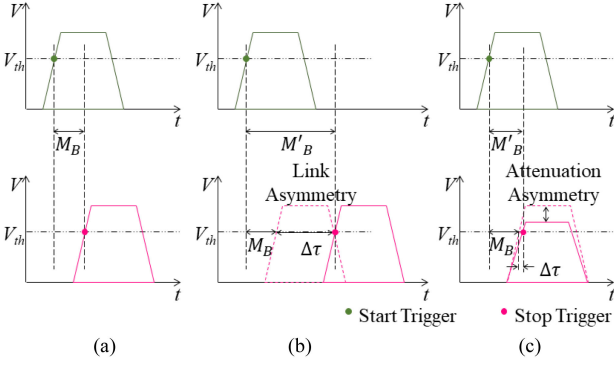 V
V
V
V_th
V_th
V_th
t
t
t
M_B
M'_B
M'_B
V
V
V
Link
Asymmetry
Attenuation
Asymmetry
V_th
V_th
V_th
M_B
Δτ
M_B
Δτ
t
t
t
Start Trigger
Stop Trigger
(a)
(b)
(c)